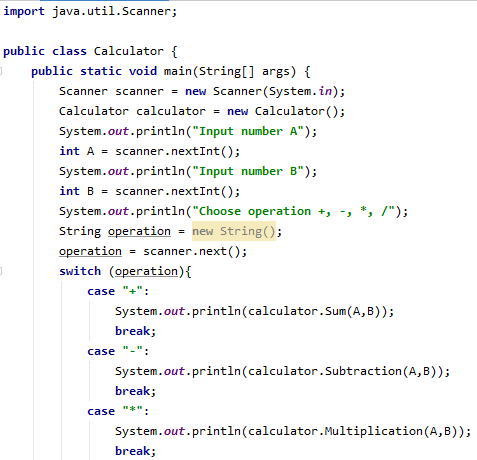 import java.util.Scanner;
public class Calculator {
    public static void main(String[] args) {
        Scanner scanner = new Scanner(System.in);
        Calculator calculator = new Calculator();
        System.out.println("Input number A");
        int A = scanner.nextInt();
        System.out.println("Input number B");
        int B = scanner.nextInt();
        System.out.println("Choose operation +, -, *, /");
        String operation = new String();
        operation = scanner.next();
        switch (operation){
            case "+":
                System.out.println(calculator.Sum(A,B));
                break;
            case "-":
                System.out.println(calculator.Subtraction(A,B));
                break;
            case "*":
                System.out.println(calculator.Multiplication(A,B));
                break;